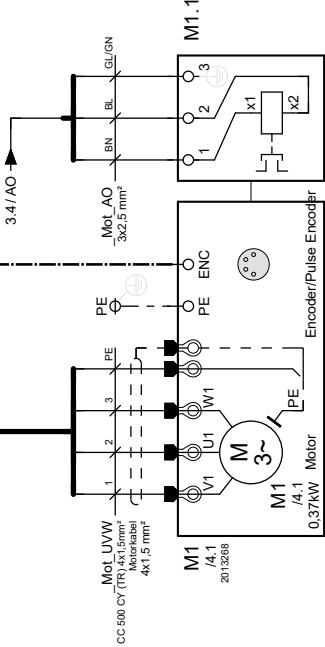 3.4 / AO
_Mot_AO
3x2,5 mm²
BN
BL
GL/GN
M1.1
1
2
3
x1
x2
PE
ENC
PE
Encoder/Pulse Encoder
_Mot_UVW
CC 500 CY (TR) 4x1,5mm²
Motorkabel
4x1,5 mm²
1
2
3
PE
V1
U1
W1
PE
M
3~
M1
/4.1
2013268
M1
/4.1
0,37kW
Motor